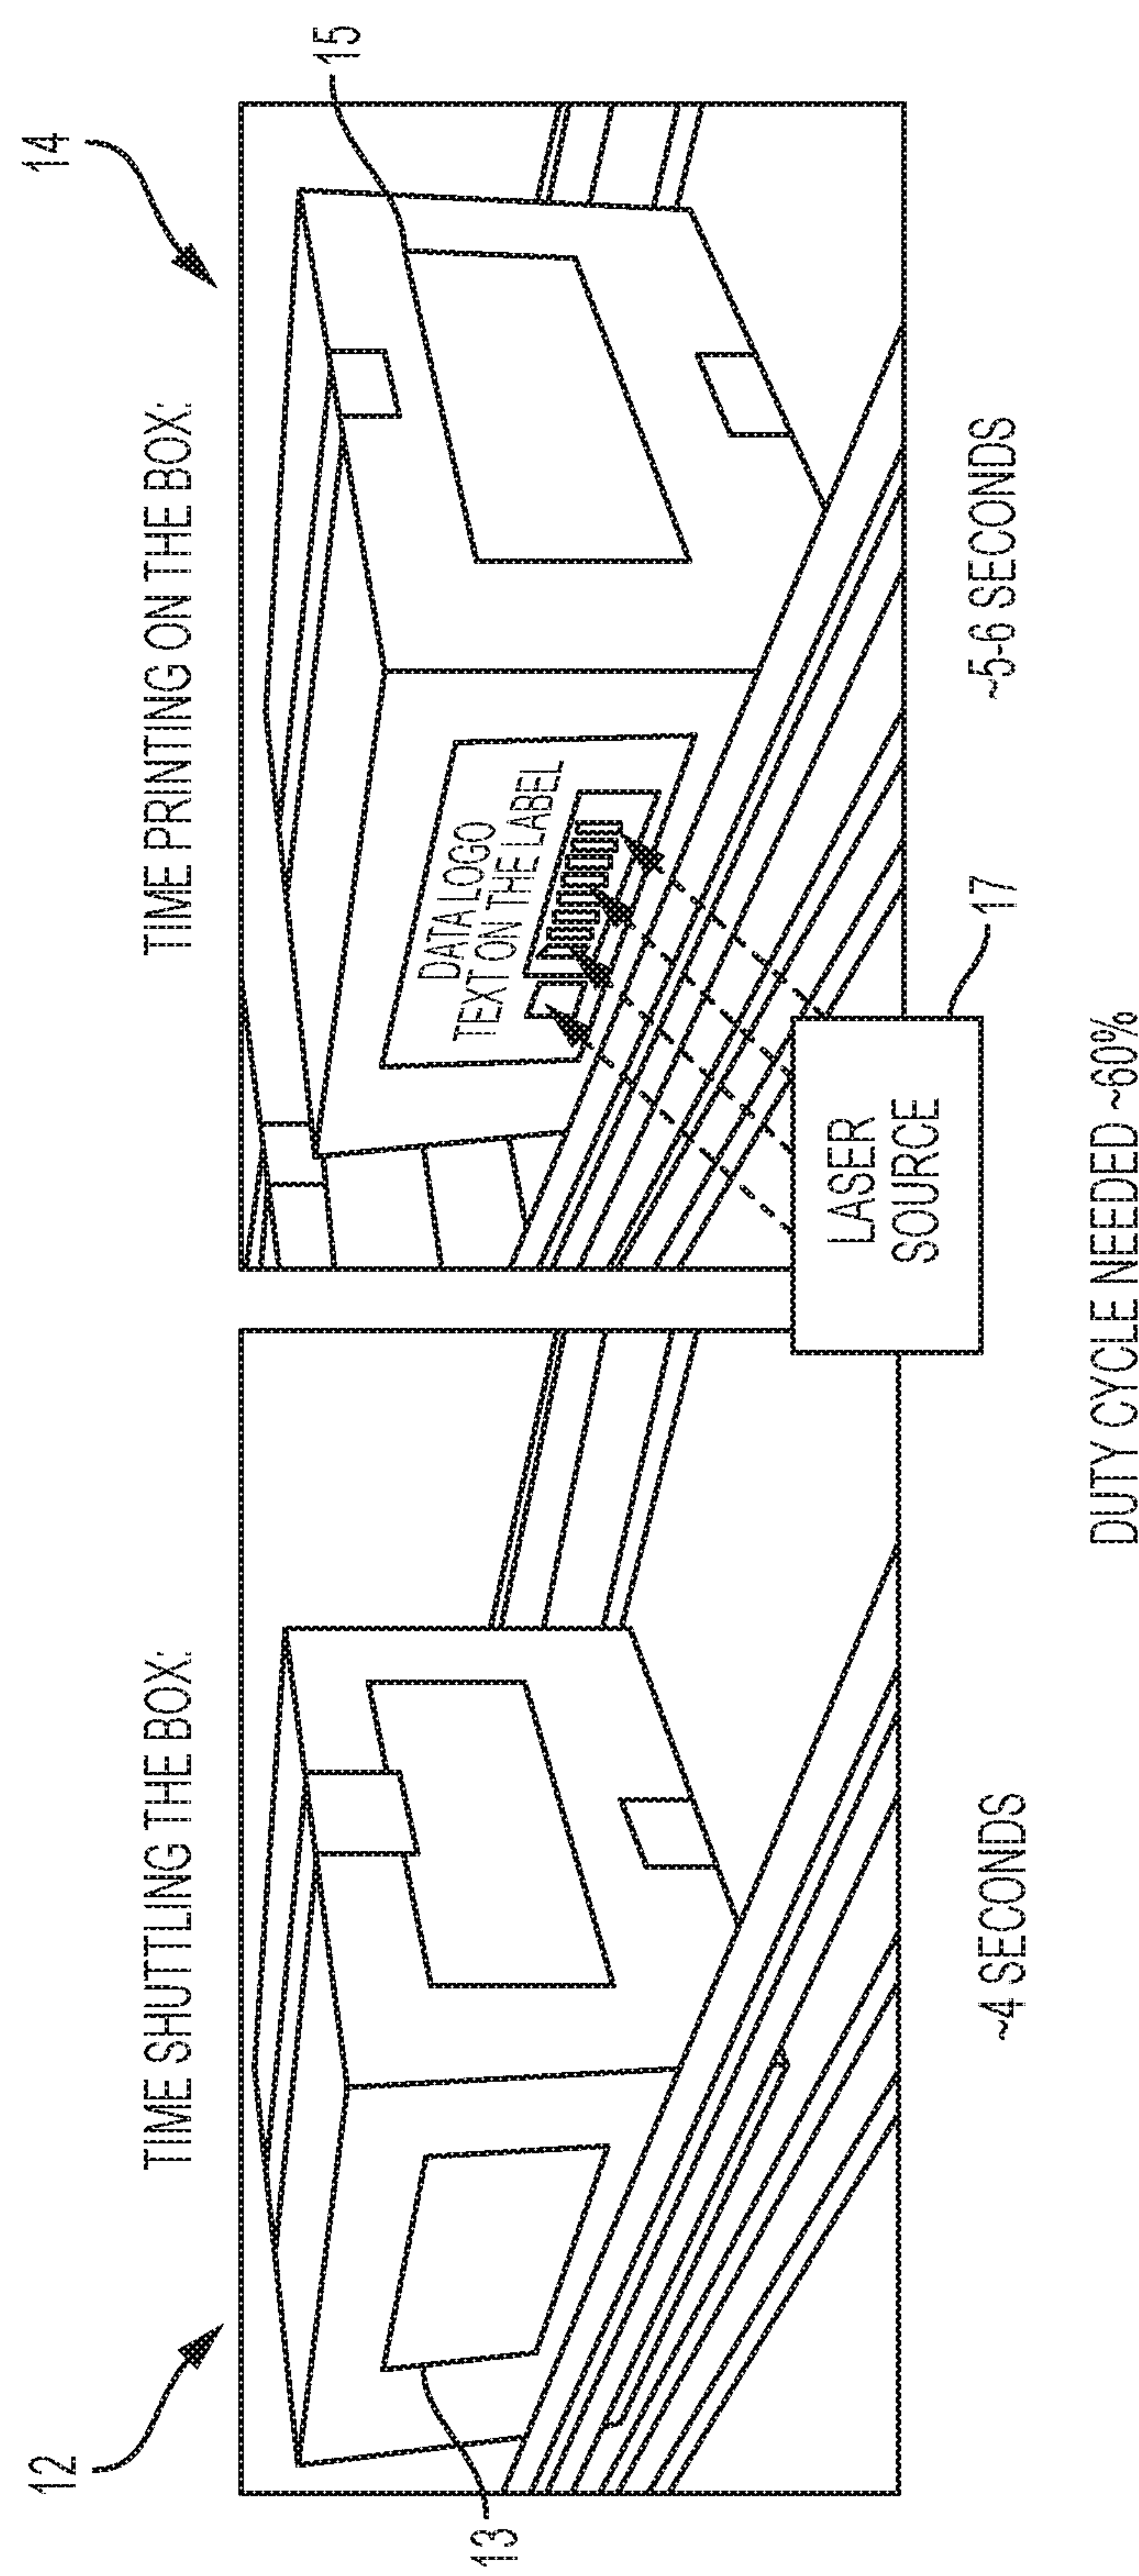 12
TIME SHUTTLING THE BOX:
13
~4 SECONDS
14
TIME PRINTING ON THE BOX:
15
DATA LOGO
TEXT ON THE LABEL
LASER
SOURCE
17
~5-6 SECONDS
DUTY CYCLE NEEDED ~60%